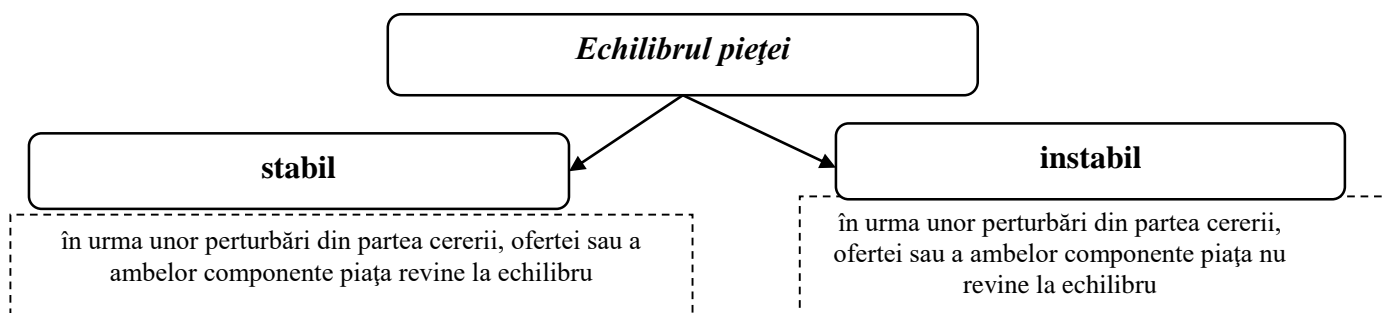 Echilibrul pieţei
stabil
în urma unor perturbări din partea cererii, ofertei sau a
ambelor componente piaţa revine la echilibru
instabil
în urma unor perturbări din partea cererii,
ofertei sau a ambelor componente piaţa nu
revine la echilibru